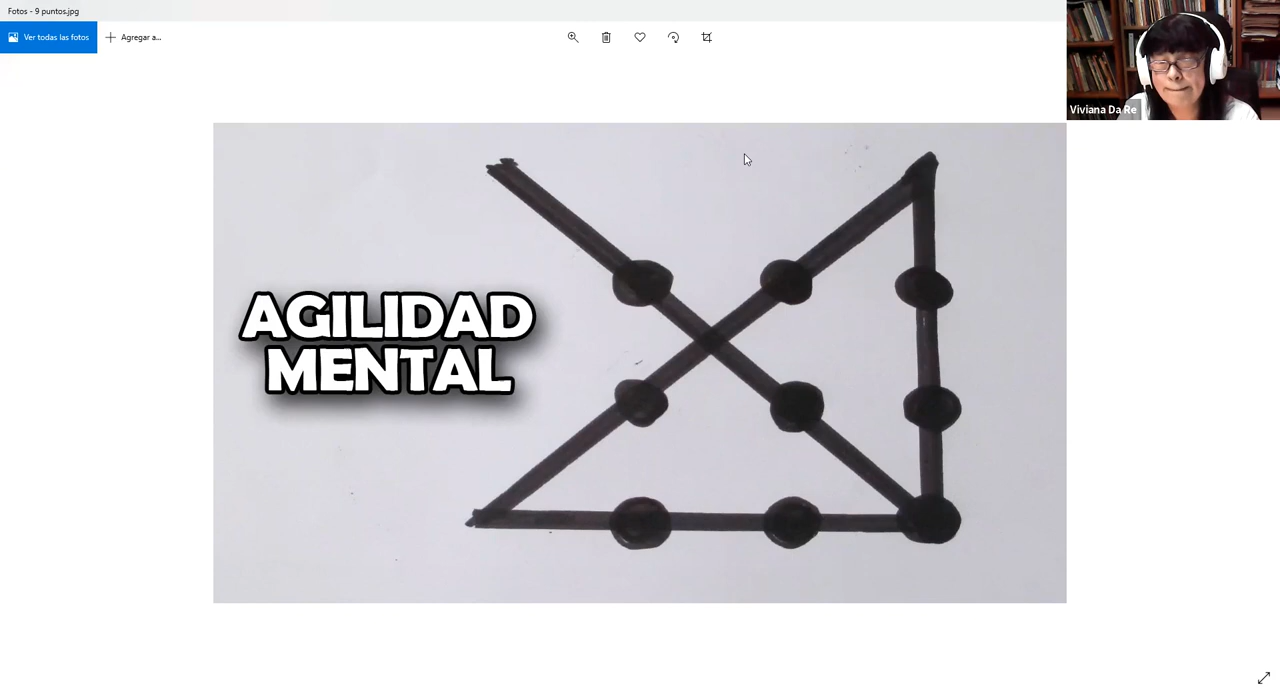 Fotos - 9 puntos.jpg
Ver todas las fotos
Agregar a...
Viviana Da Re
AGILIDAD
MENTAL